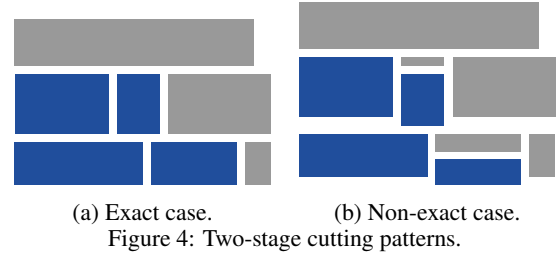 (a) Exact case.
(b) Non-exact case.
Figure 4: Two-stage cutting patterns.